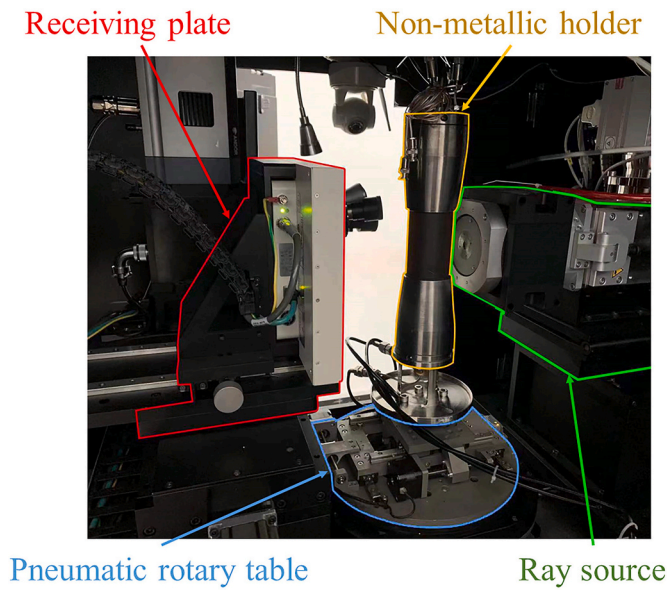 Receiving plate
Non-metallic holder
Pneumatic rotary table
Ray source